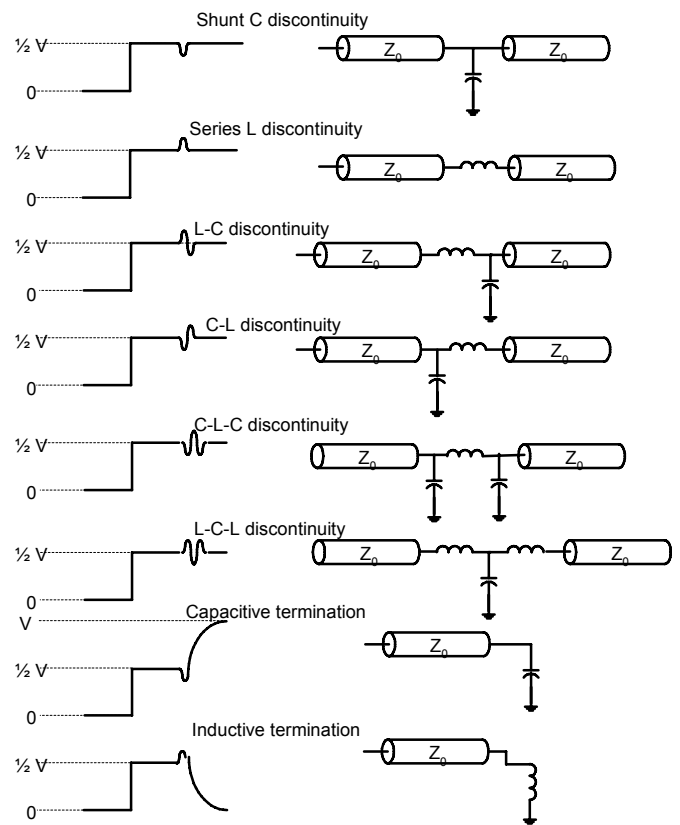 Shunt C discontinuity
½ V
0
Z₀
Z₀
Series L discontinuity
½ V
0
Z₀
Z₀
L-C discontinuity
½ V
0
Z₀
Z₀
C-L discontinuity
½ V
0
Z₀
Z₀
C-L-C discontinuity
½ V
0
Z₀
Z₀
L-C-L discontinuity
½ V
0
Z₀
Z₀
Capacitive termination
V
½ V
0
Z₀
Inductive termination
½ V
0
Z₀